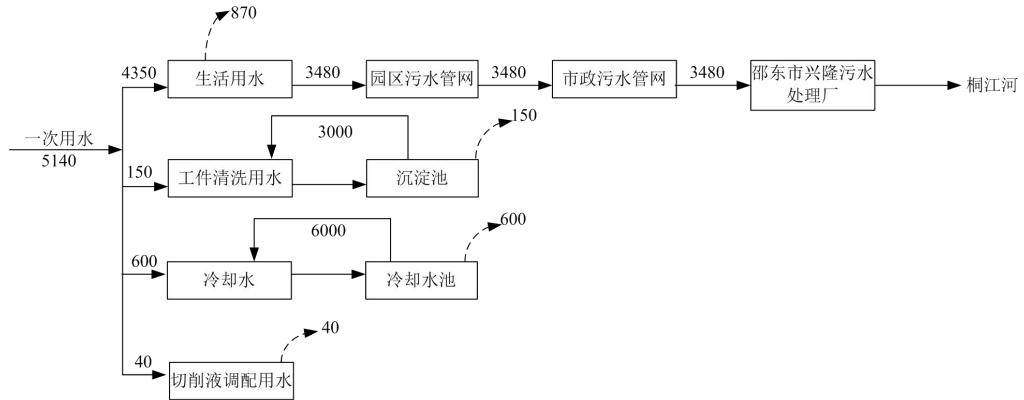 870
4350
生活用水
3480
园区污水管网
3480
市政污水管网
3480
邵东市兴隆污水
处理厂
桐江河
一次用水
5140
150
工件清洗用水
3000
沉淀池
150
600
冷却水
6000
冷却水池
600
40
切削液调配用水
40